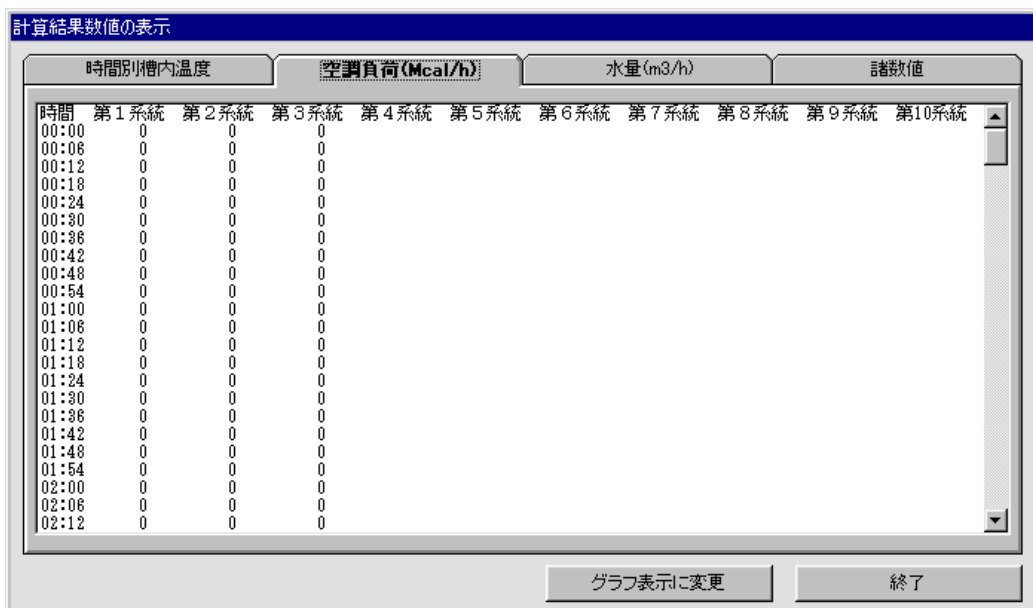 計算結果数値の表示
時間別槽内温度 空調負荷(Mcal/h) 水量(m3/h) 諸数値
時間 第1系統 第2系統 第3系統 第4系統 第5系統 第6系統 第7系統 第8系統 第9系統 第10系統
00:00 0 0 0
00:06 0 0 0
00:12 0 0 0
00:18 0 0 0
00:24 0 0 0
00:30 0 0 0
00:36 0 0 0
00:42 0 0 0
00:48 0 0 0
00:54 0 0 0
01:00 0 0 0
01:06 0 0 0
01:12 0 0 0
01:18 0 0 0
01:24 0 0 0
01:30 0 0 0
01:36 0 0 0
01:42 0 0 0
01:48 0 0 0
01:54 0 0 0
02:00 0 0 0
02:06 0 0 0
02:12 0 0 0
グラフ表示に変更 終了